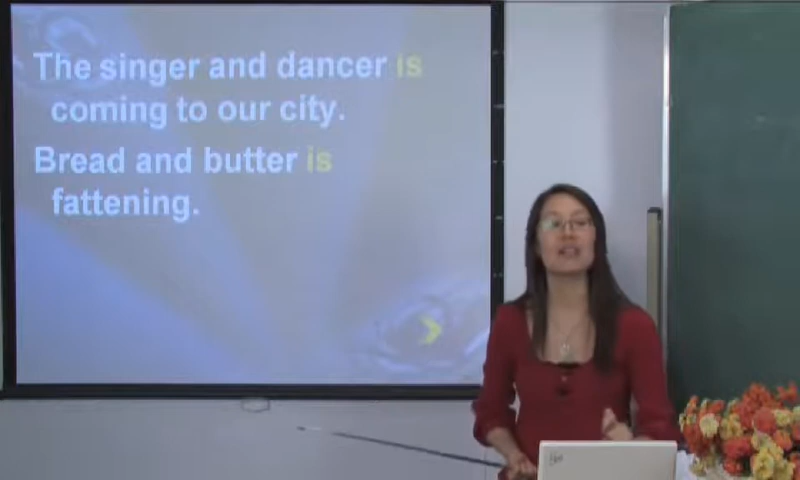 The singer and dancer is
coming to our city.
Bread and butter is
fattening.